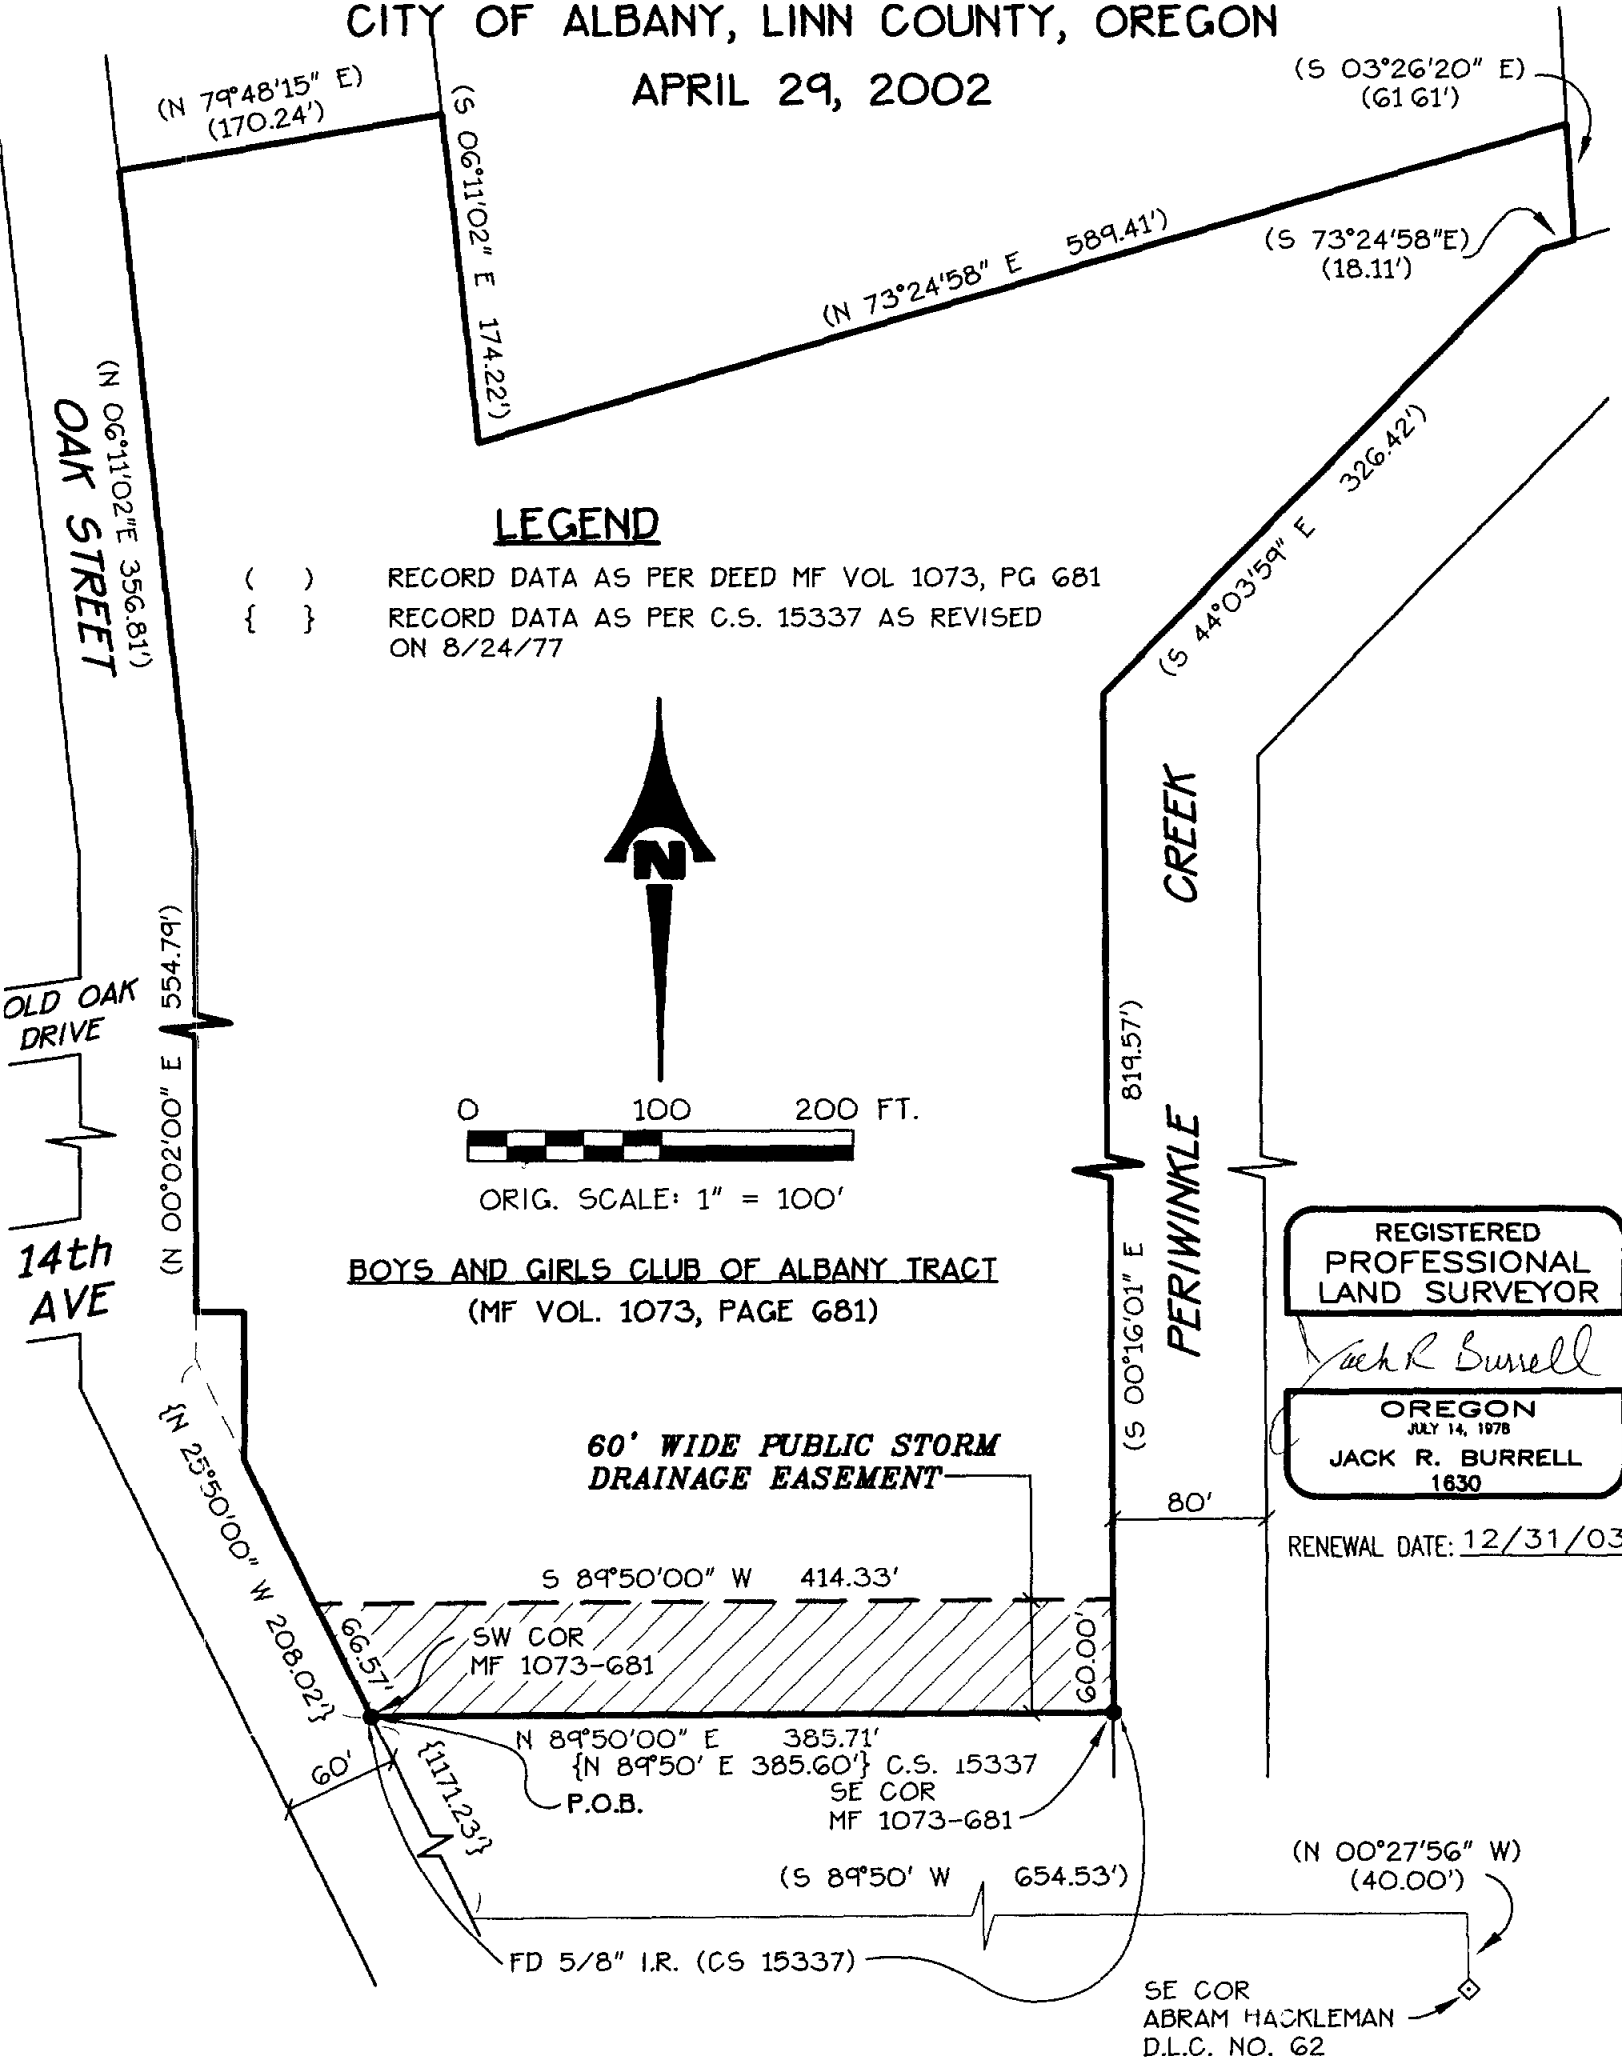 CITY OF ALBANY, LINN COUNTY, OREGON
APRIL 29, 2002
(N 79°48'15" E)
(170.24')
(S 06°11'02" E 174.22')
(S 03°26'20" E)
(61 61')
(N 73°24'58" E 589.41')
(S 73°24'58"E)
(18.11')
(N 06°11'02"E 356.81')
OAK STREET
(S 44°03'59" E 326.42')
LEGEND
( ) RECORD DATA AS PER DEED MF VOL 1073, PG 681
{ } RECORD DATA AS PER C.S. 15337 AS REVISED
ON 8/24/77
N
CREEK
PERIWINKLE
OLD OAK
DRIVE
(N 00°02'00" E 554.79')
(S 00°16'01" E 819.57')
0 100 200 FT.
ORIG. SCALE: 1" = 100'
14th
AVE
BOYS AND GIRLS CLUB OF ALBANY TRACT
(MF VOL. 1073, PAGE 681)
REGISTERED
PROFESSIONAL
LAND SURVEYOR
Jack R Burrell
OREGON
JULY 14, 1978
JACK R. BURRELL
1630
RENEWAL DATE: 12/31/03
{N 25°50'00" W 208.02'}
60' WIDE PUBLIC STORM
DRAINAGE EASEMENT
80'
S 89°50'00" W 414.33'
66.57'
SW COR
MF 1073-681
60.00'
N 89°50'00" E 385.71'
{N 89°50' E 385.60'} C.S. 15337
60'
{1171.23'}
P.O.B.
SE COR
MF 1073-681
(S 89°50' W 654.53')
(N 00°27'56" W)
(40.00')
FD 5/8" I.R. (CS 15337)
SE COR
ABRAM HACKLEMAN
D.L.C. NO. 62